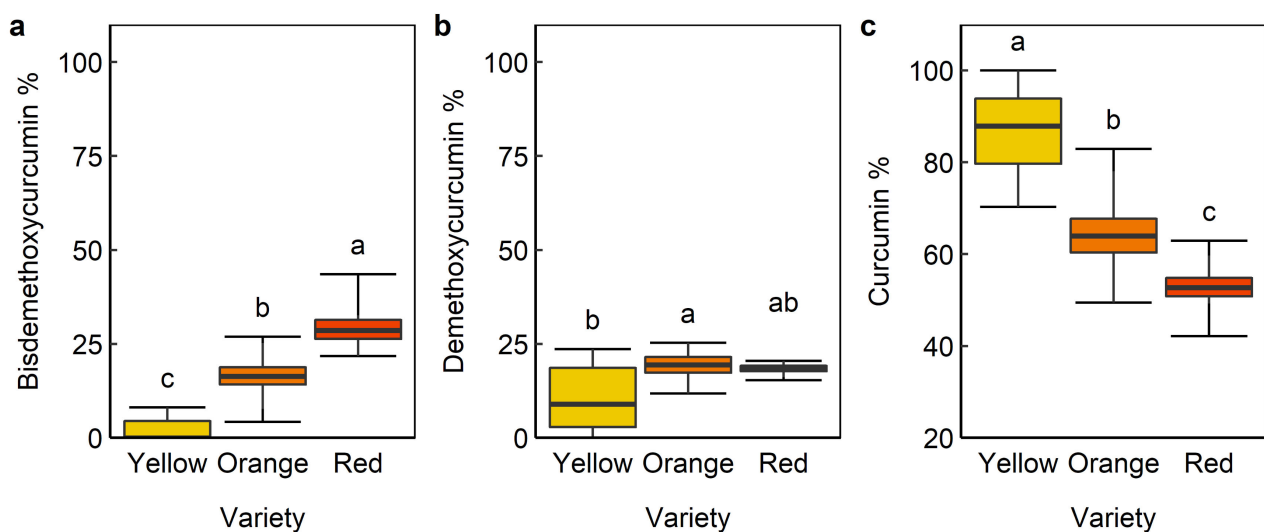 a
Bisdemethoxycurcumin %
100
75
50
25
0
c
b
a
Yellow Orange Red
Variety
b
Demethoxycurcumin %
100
75
50
25
0
b
a
ab
Yellow Orange Red
Variety
c
Curcumin %
100
80
60
40
20
a
b
c
Yellow Orange Red
Variety